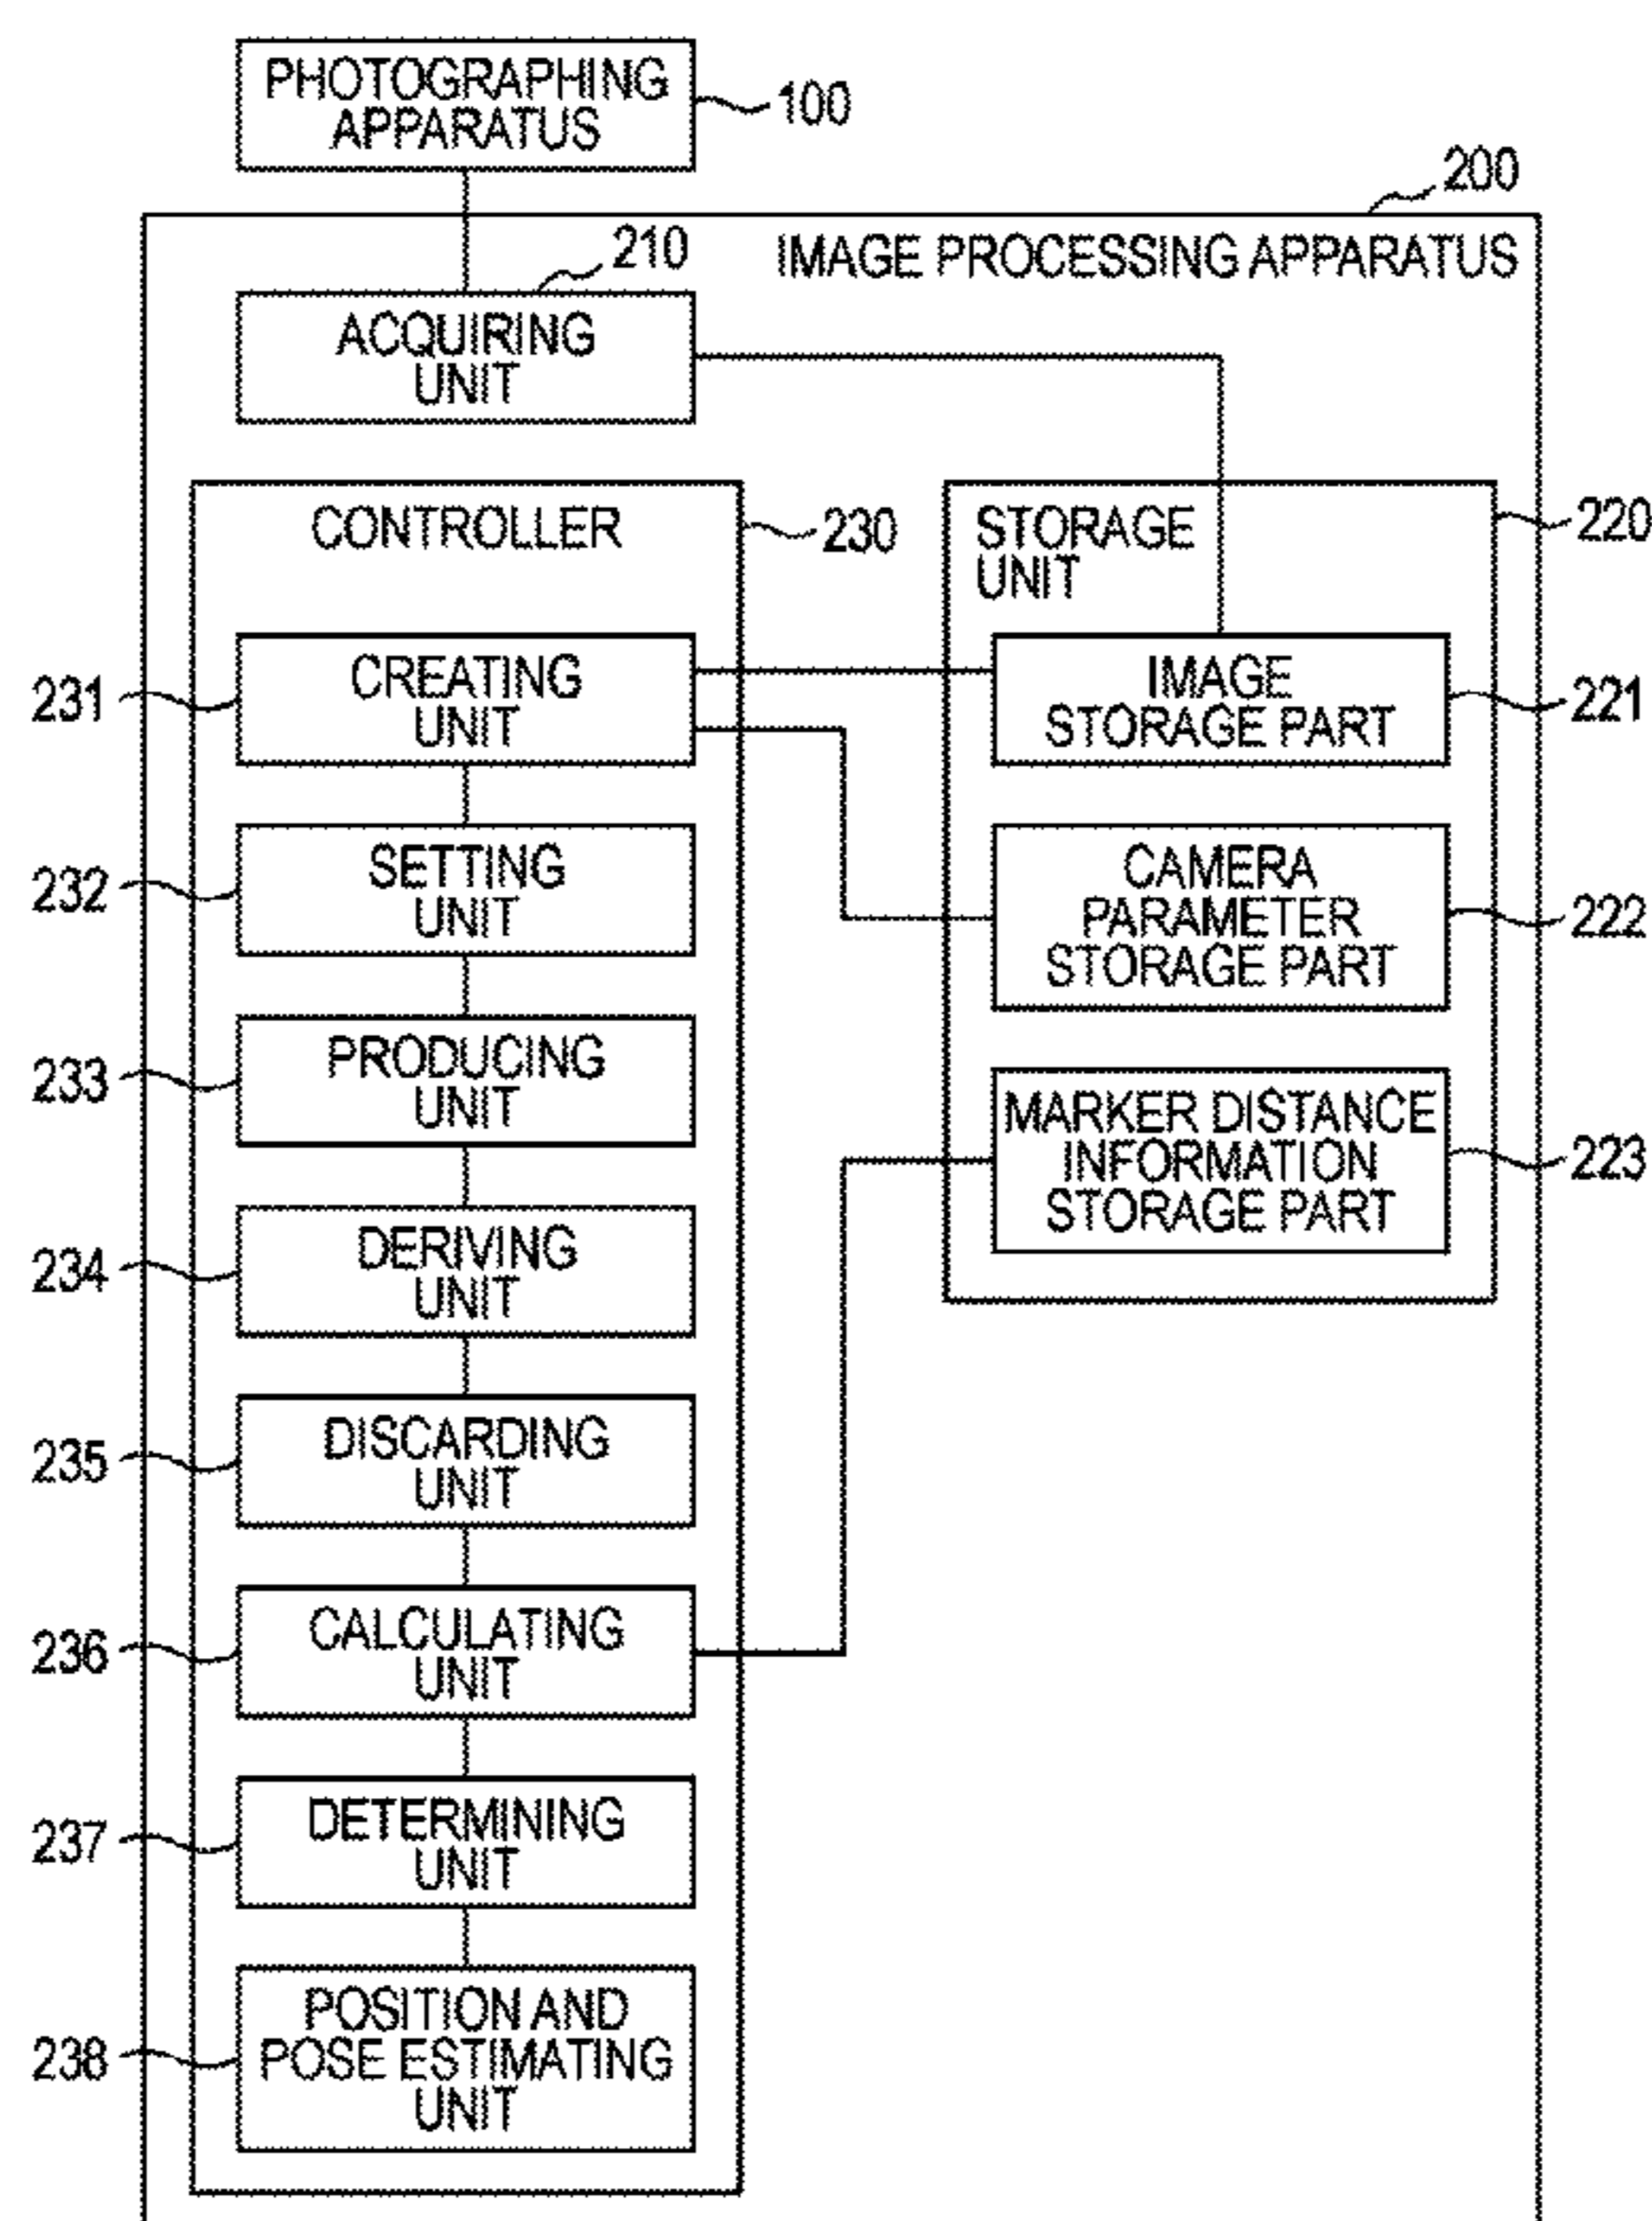 PHOTOGRAPHING
APPARATUS
100
200
IMAGE PROCESSING APPARATUS
210
ACQUIRING
UNIT
CONTROLLER
230
STORAGE
UNIT
220
231
CREATING
UNIT
IMAGE
STORAGE PART
221
232
SETTING
UNIT
CAMERA
PARAMETER
STORAGE PART
222
233
PRODUCING
UNIT
MARKER DISTANCE
INFORMATION
STORAGE PART
223
234
DERIVING
UNIT
235
DISCARDING
UNIT
236
CALCULATING
UNIT
237
DETERMINING
UNIT
238
POSITION AND
POSE ESTIMATING
UNIT